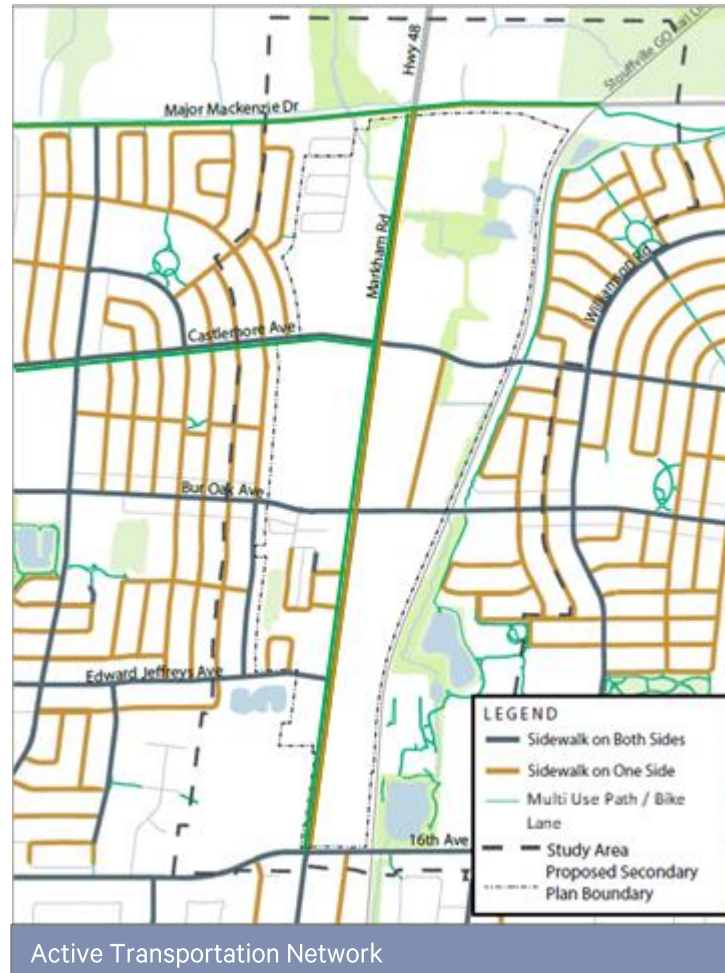 Hwy 48
Stouffville GO Rail
Major Mackenzie Dr
Markham Rd
Williamson Rd
Castlemore Ave
Bur Oak Ave
Edward Jeffreys Ave
16th Ave
LEGEND
Sidewalk on Both Sides
Sidewalk on One Side
Multi Use Path / Bike
Lane
Study Area
Proposed Secondary
Plan Boundary
Active Transportation Network